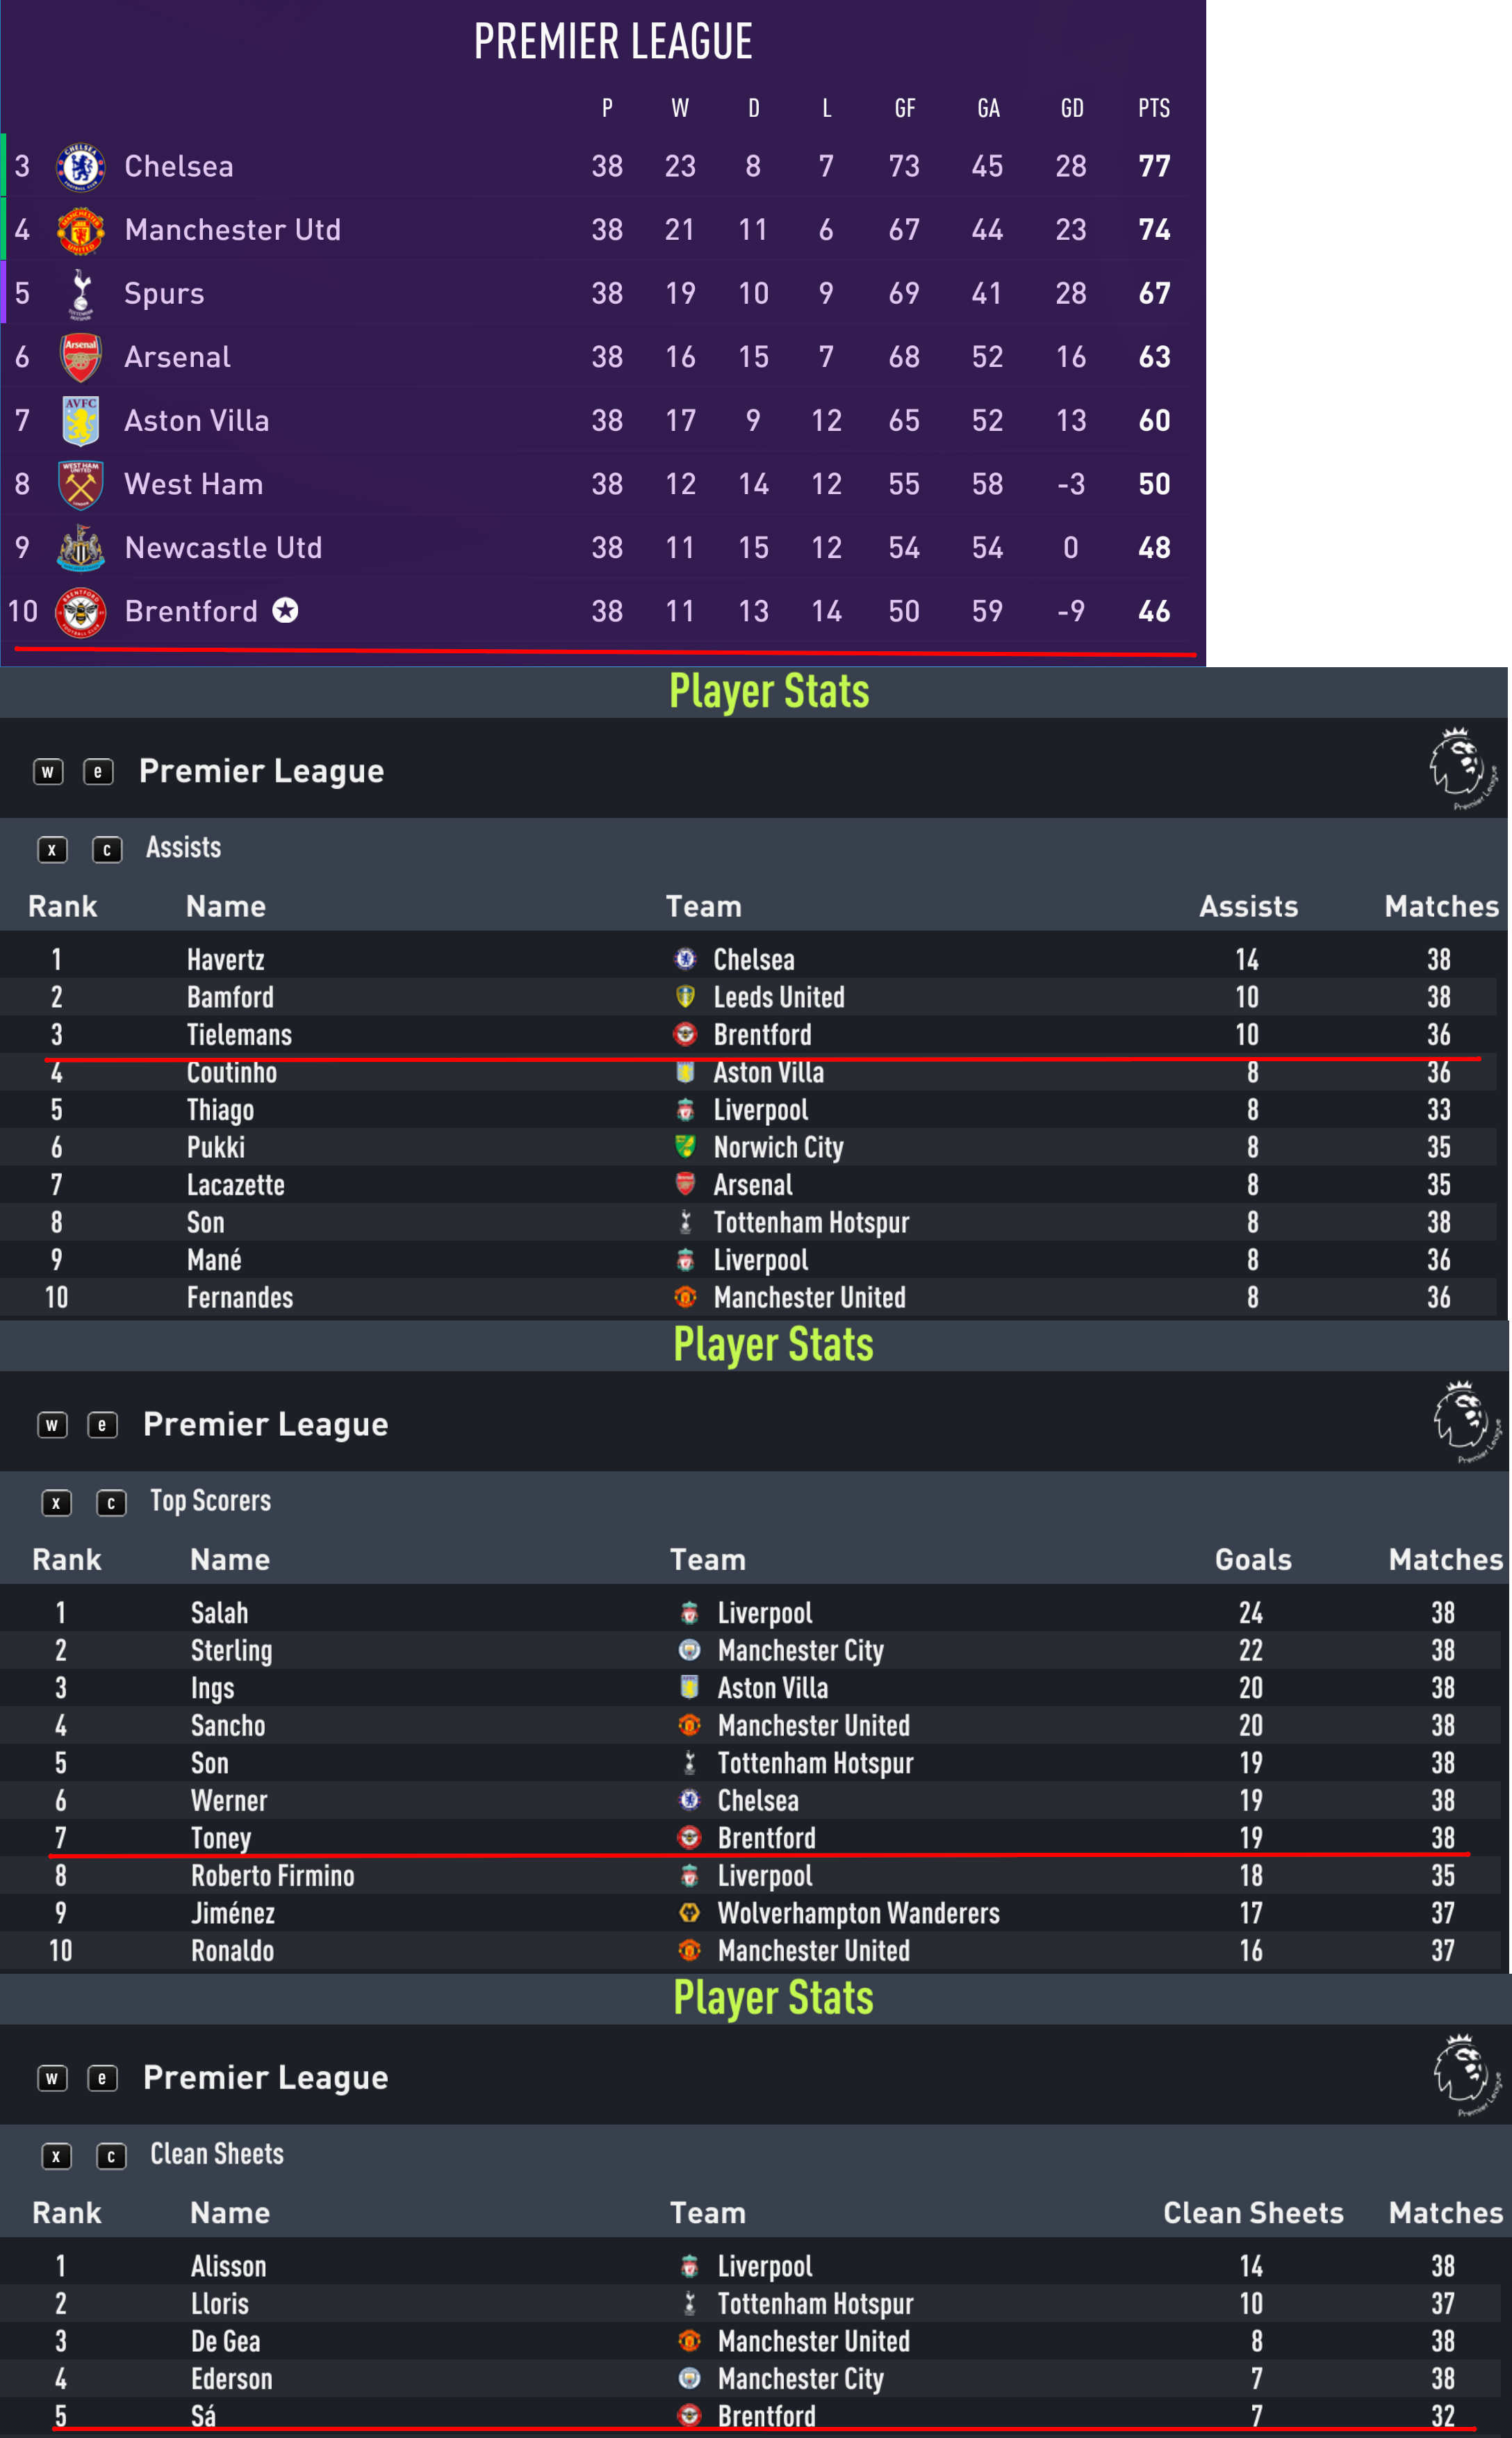 PREMIER LEAGUE
P W D L GF GA GD PTS
3 Chelsea 38 23 8 7 73 45 28 77
4 Manchester Utd 38 21 11 6 67 44 23 74
5 Spurs 38 19 10 9 69 41 28 67
6 Arsenal 38 16 15 7 68 52 16 63
7 Aston Villa 38 17 9 12 65 52 13 60
8 West Ham 38 12 14 12 55 58 -3 50
9 Newcastle Utd 38 11 15 12 54 54 0 48
10 Brentford 38 11 13 14 50 59 -9 46
Player Stats
w e Premier League
x c Assists
Rank Name Team Assists Matches
1 Havertz Chelsea 14 38
2 Bamford Leeds United 10 38
3 Tielemans Brentford 10 36
4 Coutinho Aston Villa 8 36
5 Thiago Liverpool 8 33
6 Pukki Norwich City 8 35
7 Lacazette Arsenal 8 35
8 Son Tottenham Hotspur 8 38
9 Mané Liverpool 8 36
10 Fernandes Manchester United 8 36
Player Stats
w e Premier League
x c Top Scorers
Rank Name Team Goals Matches
1 Salah Liverpool 24 38
2 Sterling Manchester City 22 38
3 Ings Aston Villa 20 38
4 Sancho Manchester United 20 38
5 Son Tottenham Hotspur 19 38
6 Werner Chelsea 19 38
7 Toney Brentford 19 38
8 Roberto Firmino Liverpool 18 35
9 Jiménez Wolverhampton Wanderers 17 37
10 Ronaldo Manchester United 16 37
Player Stats
w e Premier League
x c Clean Sheets
Rank Name Team Clean Sheets Matches
1 Alisson Liverpool 14 38
2 Lloris Tottenham Hotspur 10 37
3 De Gea Manchester United 8 38
4 Ederson Manchester City 7 38
5 Sá Brentford 7 32